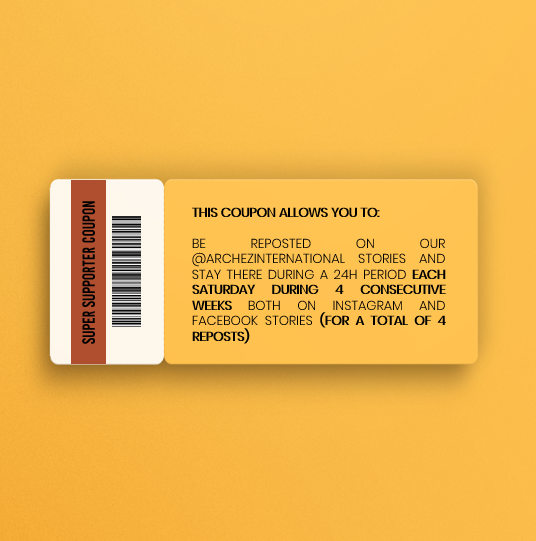 SUPER SUPPORTER COUPON
THIS COUPON ALLOWS YOU TO:
BE REPOSTED ON OUR
@ARCHEZINTERNATIONAL STORIES AND
STAY THERE DURING A 24H PERIOD EACH
SATURDAY DURING 4 CONSECUTIVE
WEEKS BOTH ON INSTAGRAM AND
FACEBOOK STORIES (FOR A TOTAL OF 4
REPOSTS)